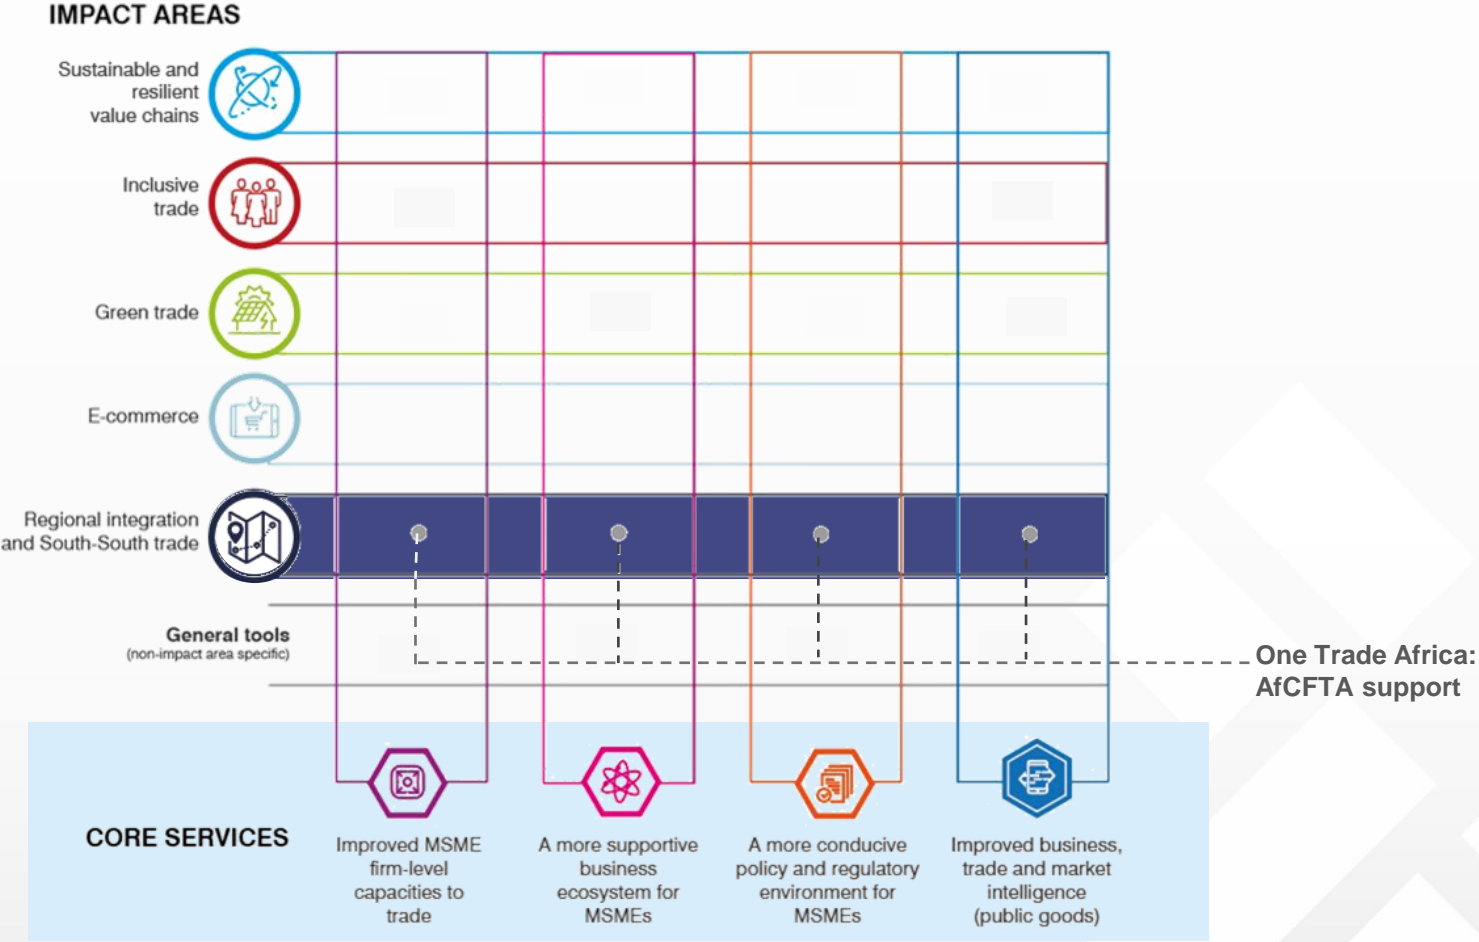 IMPACT AREAS
Sustainable and
resilient
value chains
Inclusive
trade
Green trade
E-commerce
Regional integration
and South-South trade
General tools
(non-impact area specific)
One Trade Africa:
AfCFTA support
CORE SERVICES
Improved MSME
firm-level
capacities to
trade
A more supportive
business
ecosystem for
MSMEs
A more conducive
policy and regulatory
environment for
MSMEs
Improved business,
trade and market
intelligence
(public goods)